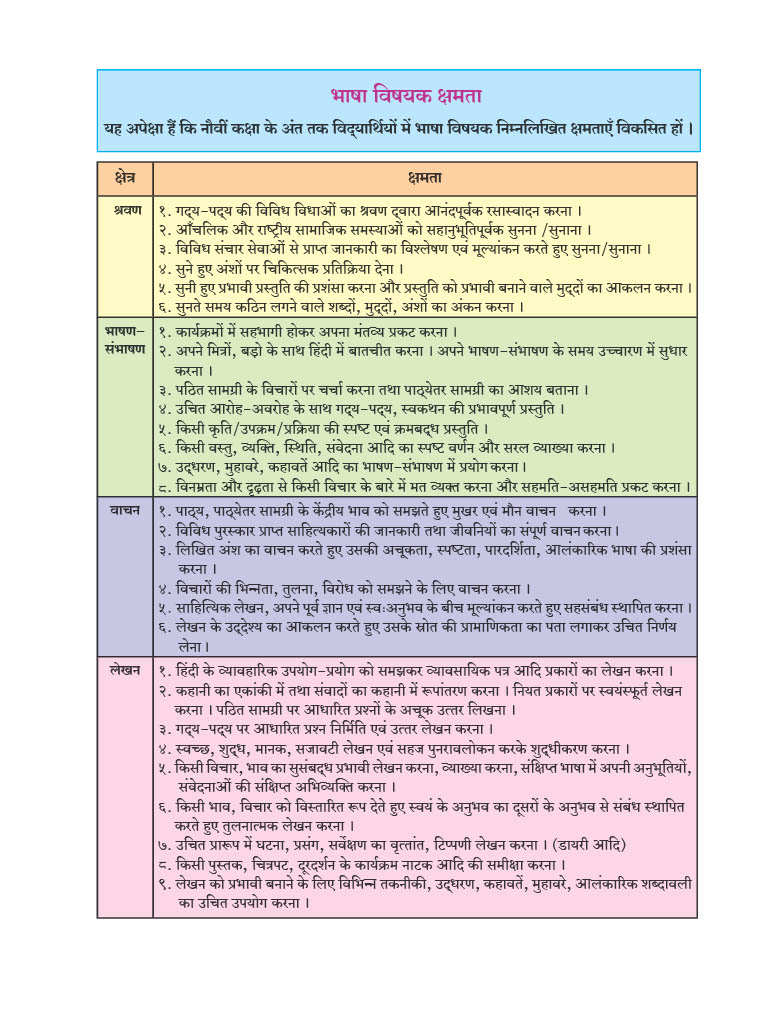 भाषा विषयक क्षमता
यह अपेक्षा हैं कि नौवीं कक्षा के अंत तक विद्यार्थियों में भाषा विषयक निम्नलिखित क्षमताएँ विकसित हों ।
क्षेत्र क्षमता
श्रवण १. गद्य-पद्य की विविध विधाओं का श्रवण द्वारा आनंदपूर्वक रसास्वादन करना ।
२. आँचलिक और राष्ट्रीय सामाजिक समस्याओं को सहानुभूतिपूर्वक सुनना /सुनाना ।
३. विविध संचार सेवाओं से प्राप्त जानकारी का विश्लेषण एवं मूल्यांकन करते हुए सुनना/सुनाना ।
४. सुने हुए अंशों पर चिकित्सक प्रतिक्रिया देना ।
५. सुनी हुए प्रभावी प्रस्तुति की प्रशंसा करना और प्रस्तुति को प्रभावी बनाने वाले मुद्दों का आकलन करना ।
६. सुनते समय कठिन लगने वाले शब्दों, मुद्दों, अंशों का अंकन करना ।
भाषण- १. कार्यक्रमों में सहभागी होकर अपना मंतव्य प्रकट करना ।
संभाषण २. अपने मित्रों, बड़ो के साथ हिंदी में बातचीत करना । अपने भाषण-संभाषण के समय उच्चारण में सुधार
करना ।
३. पठित सामग्री के विचारों पर चर्चा करना तथा पाठ्येतर सामग्री का आशय बताना ।
४. उचित आरोह-अवरोह के साथ गद्य-पद्य, स्वकथन की प्रभावपूर्ण प्रस्तुति ।
५. किसी कृति/उपक्रम/प्रक्रिया की स्पष्ट एवं क्रमबद्ध प्रस्तुति ।
६. किसी वस्तु, व्यक्ति, स्थिति, संवेदना आदि का स्पष्ट वर्णन और सरल व्याख्या करना ।
७. उद्धरण, मुहावरे, कहावतें आदि का भाषण-संभाषण में प्रयोग करना ।
८. विनम्रता और दृढ़ता से किसी विचार के बारे में मत व्यक्त करना और सहमति-असहमति प्रकट करना ।
वाचन १. पाठ्य, पाठ्येतर सामग्री के केंद्रीय भाव को समझते हुए मुखर एवं मौन वाचन करना ।
२. विविध पुरस्कार प्राप्त साहित्यकारों की जानकारी तथा जीवनियों का संपूर्ण वाचन करना ।
३. लिखित अंश का वाचन करते हुए उसकी अचूकता, स्पष्टता, पारदर्शिता, आलंकारिक भाषा की प्रशंसा
करना ।
४. विचारों की भिन्नता, तुलना, विरोध को समझने के लिए वाचन करना ।
५. साहित्यिक लेखन, अपने पूर्व ज्ञान एवं स्वःअनुभव के बीच मूल्यांकन करते हुए सहसंबंध स्थापित करना ।
६. लेखन के उद्देश्य का आकलन करते हुए उसके स्रोत की प्रामाणिकता का पता लगाकर उचित निर्णय
लेना ।
लेखन १. हिंदी के व्यावहारिक उपयोग-प्रयोग को समझकर व्यावसायिक पत्र आदि प्रकारों का लेखन करना ।
२. कहानी का एकांकी में तथा संवादों का कहानी में रूपांतरण करना । नियत प्रकारों पर स्वयंस्फूर्त लेखन
करना । पठित सामग्री पर आधारित प्रश्नों के अचूक उत्तर लिखना ।
३. गद्य-पद्य पर आधारित प्रश्न निर्मिति एवं उत्तर लेखन करना ।
४. स्वच्छ, शुद्ध, मानक, सजावटी लेखन एवं सहज पुनरावलोकन करके शुद्धीकरण करना ।
५. किसी विचार, भाव का सुसंबद्ध प्रभावी लेखन करना, व्याख्या करना, संक्षिप्त भाषा में अपनी अनुभूतियों,
संवेदनाओं की संक्षिप्त अभिव्यक्ति करना ।
६. किसी भाव, विचार को विस्तारित रूप देते हुए स्वयं के अनुभव का दूसरों के अनुभव से संबंध स्थापित
करते हुए तुलनात्मक लेखन करना ।
७. उचित प्रारूप में घटना, प्रसंग, सर्वेक्षण का वृत्तांत, टिप्पणी लेखन करना । (डायरी आदि)
८. किसी पुस्तक, चित्रपट, दूरदर्शन के कार्यक्रम नाटक आदि की समीक्षा करना ।
९. लेखन को प्रभावी बनाने के लिए विभिन्न तकनीकी, उद्धरण, कहावतें, मुहावरे, आलंकारिक शब्दावली
का उचित उपयोग करना ।